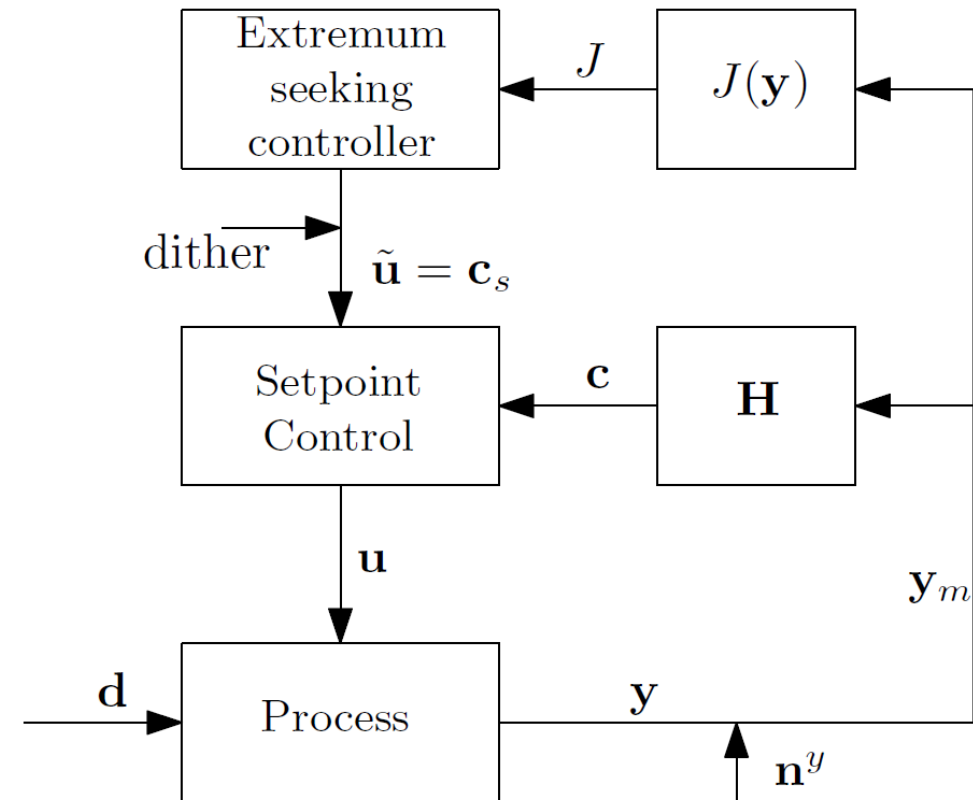 Extremum
seeking
controller
J
J(y)
dither
ũ = c_s
Setpoint
Control
c
H
u
y_m
d
Process
y
n^y